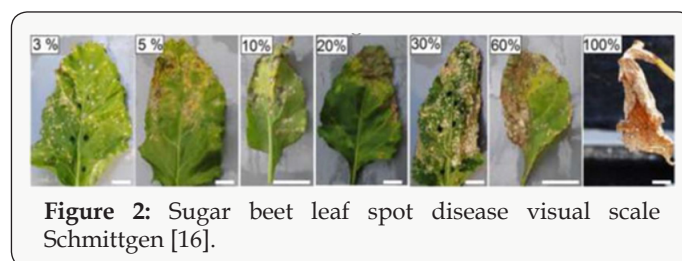 3 % 5 % 10% 20% 30% 60% 100%
Figure 2: Sugar beet leaf spot disease visual scale
Schmittgen [16].